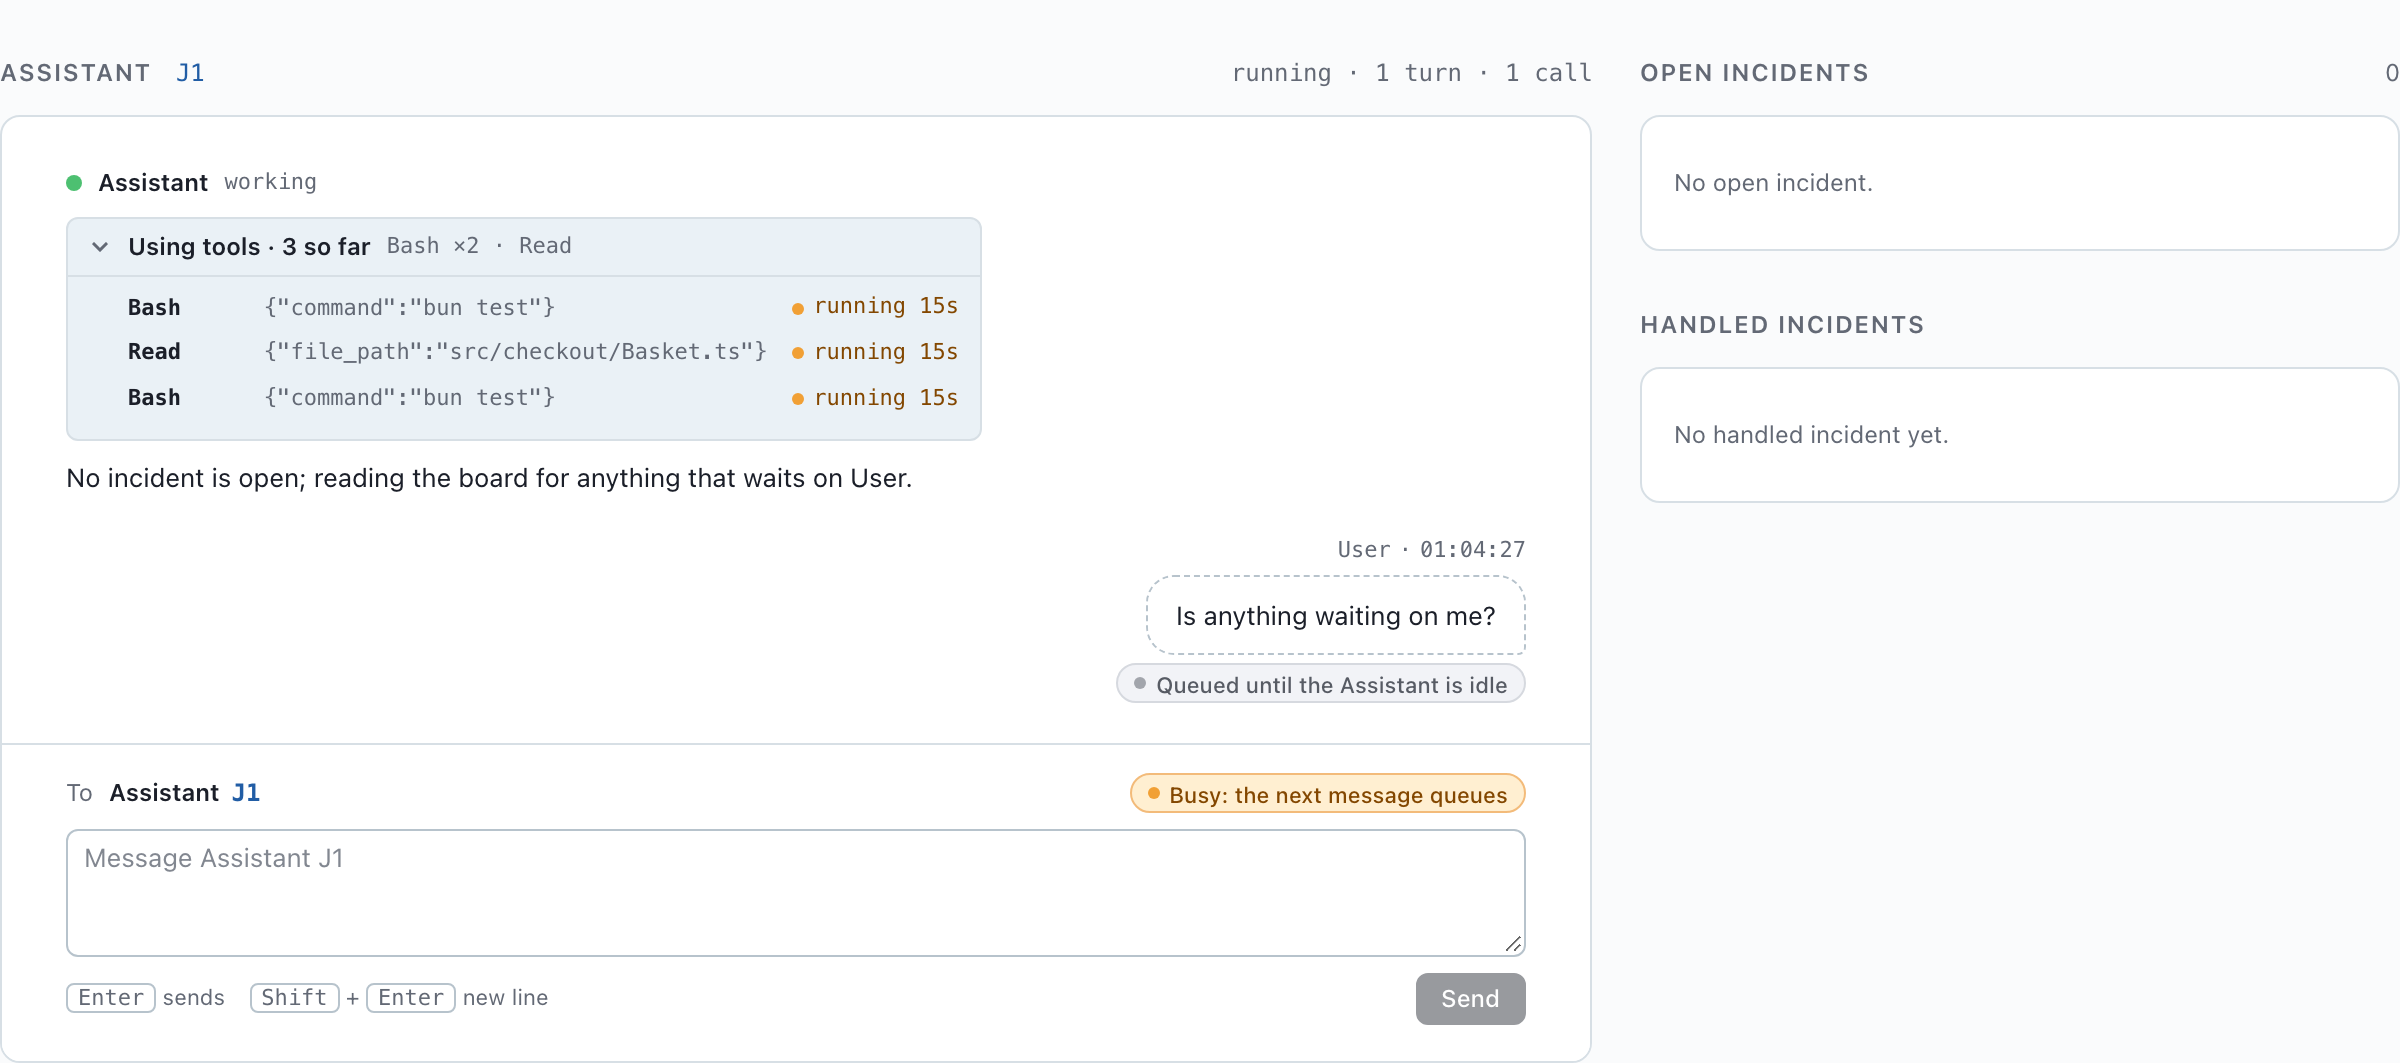 ASSISTANT J1
running · 1 turn · 1 call
Assistant working
Using tools · 3 so far Bash ×2 · Read
Bash {"command":"bun test"} running 15s
Read {"file_path":"src/checkout/Basket.ts"} running 15s
Bash {"command":"bun test"} running 15s
No incident is open; reading the board for anything that waits on User.
User · 01:04:27
Is anything waiting on me?
Queued until the Assistant is idle
To Assistant J1
Busy: the next message queues
Message Assistant J1
Enter sends Shift + Enter new line
Send
OPEN INCIDENTS 0
No open incident.
HANDLED INCIDENTS
No handled incident yet.